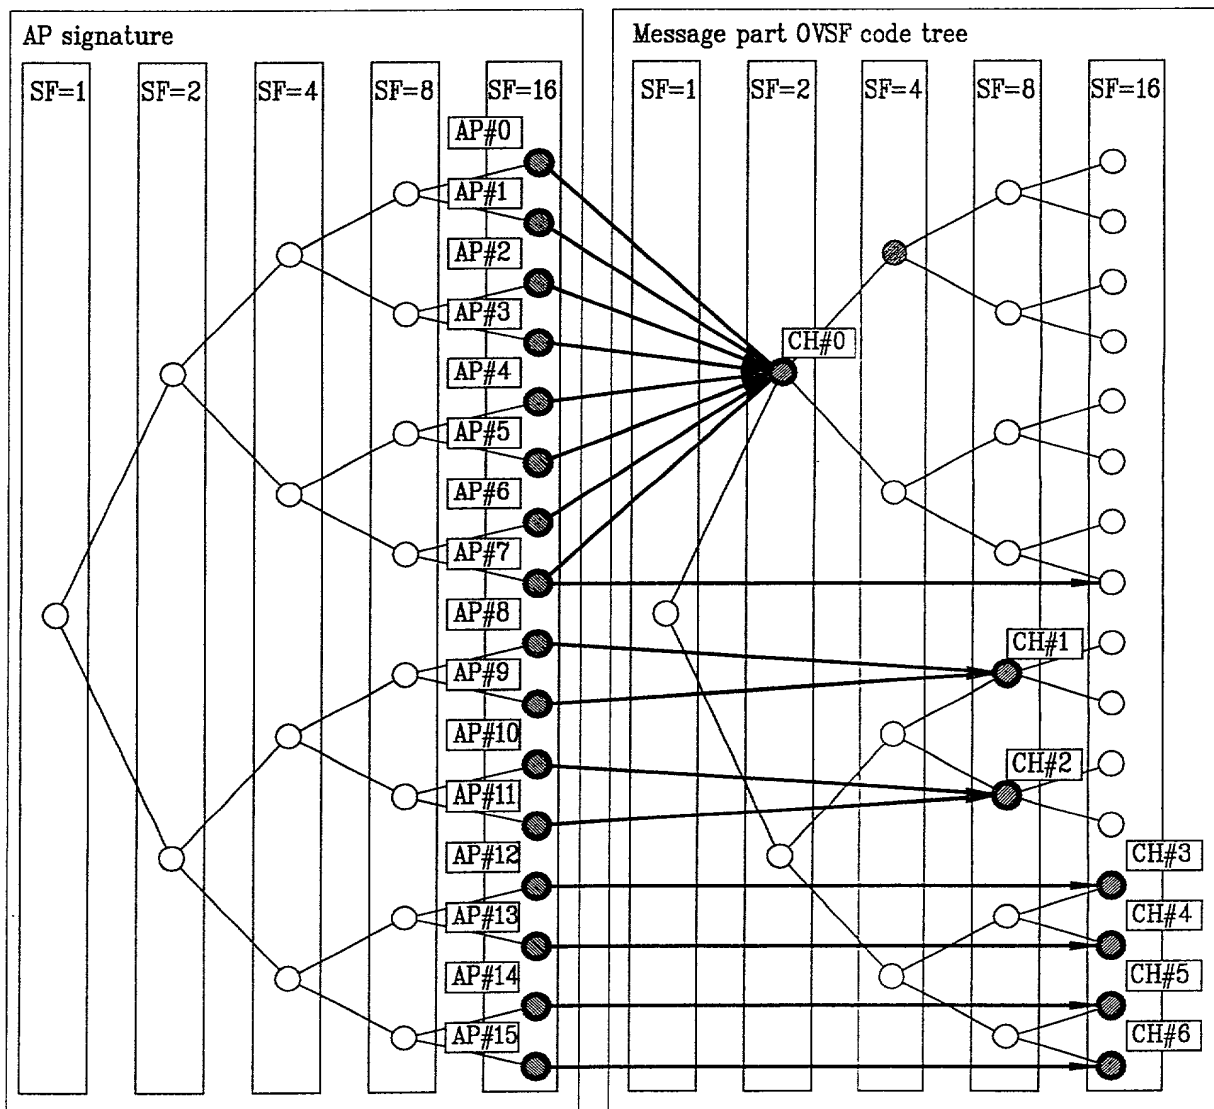 AP signature
Message part OVSF code tree
SF=1
SF=2
SF=4
SF=8
SF=16
SF=1
SF=2
SF=4
SF=8
SF=16
AP#0
AP#1
AP#2
AP#3
CH#0
AP#4
AP#5
AP#6
AP#7
AP#8
CH#1
AP#9
AP#10
CH#2
AP#11
AP#12
CH#3
AP#13
CH#4
AP#14
CH#5
AP#15
CH#6